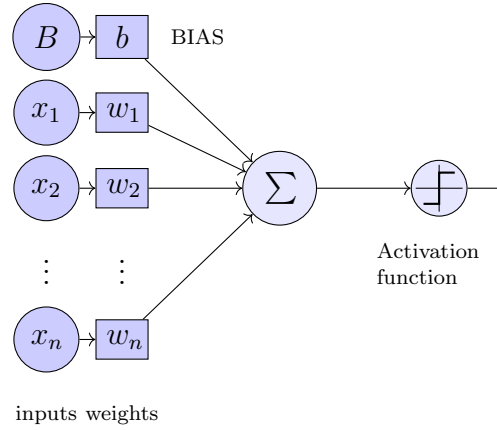 B b BIAS
x₁ w₁
x₂ w₂
∑
Activation
function
⋮ ⋮
xₙ wₙ
inputs weights